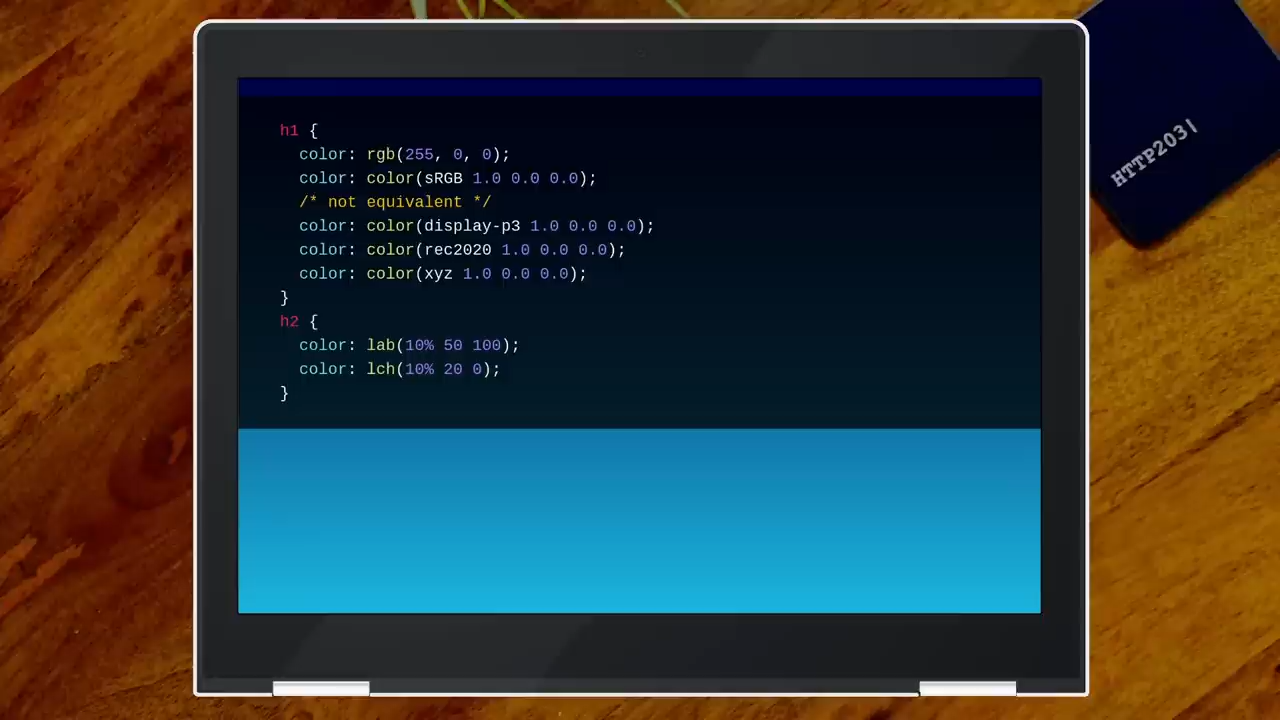 HTTP203|
h1 {
  color: rgb(255, 0, 0);
  color: color(sRGB 1.0 0.0 0.0);
  /* not equivalent */
  color: color(display-p3 1.0 0.0 0.0);
  color: color(rec2020 1.0 0.0 0.0);
  color: color(xyz 1.0 0.0 0.0);
}
h2 {
  color: lab(10% 50 100);
  color: lch(10% 20 0);
}